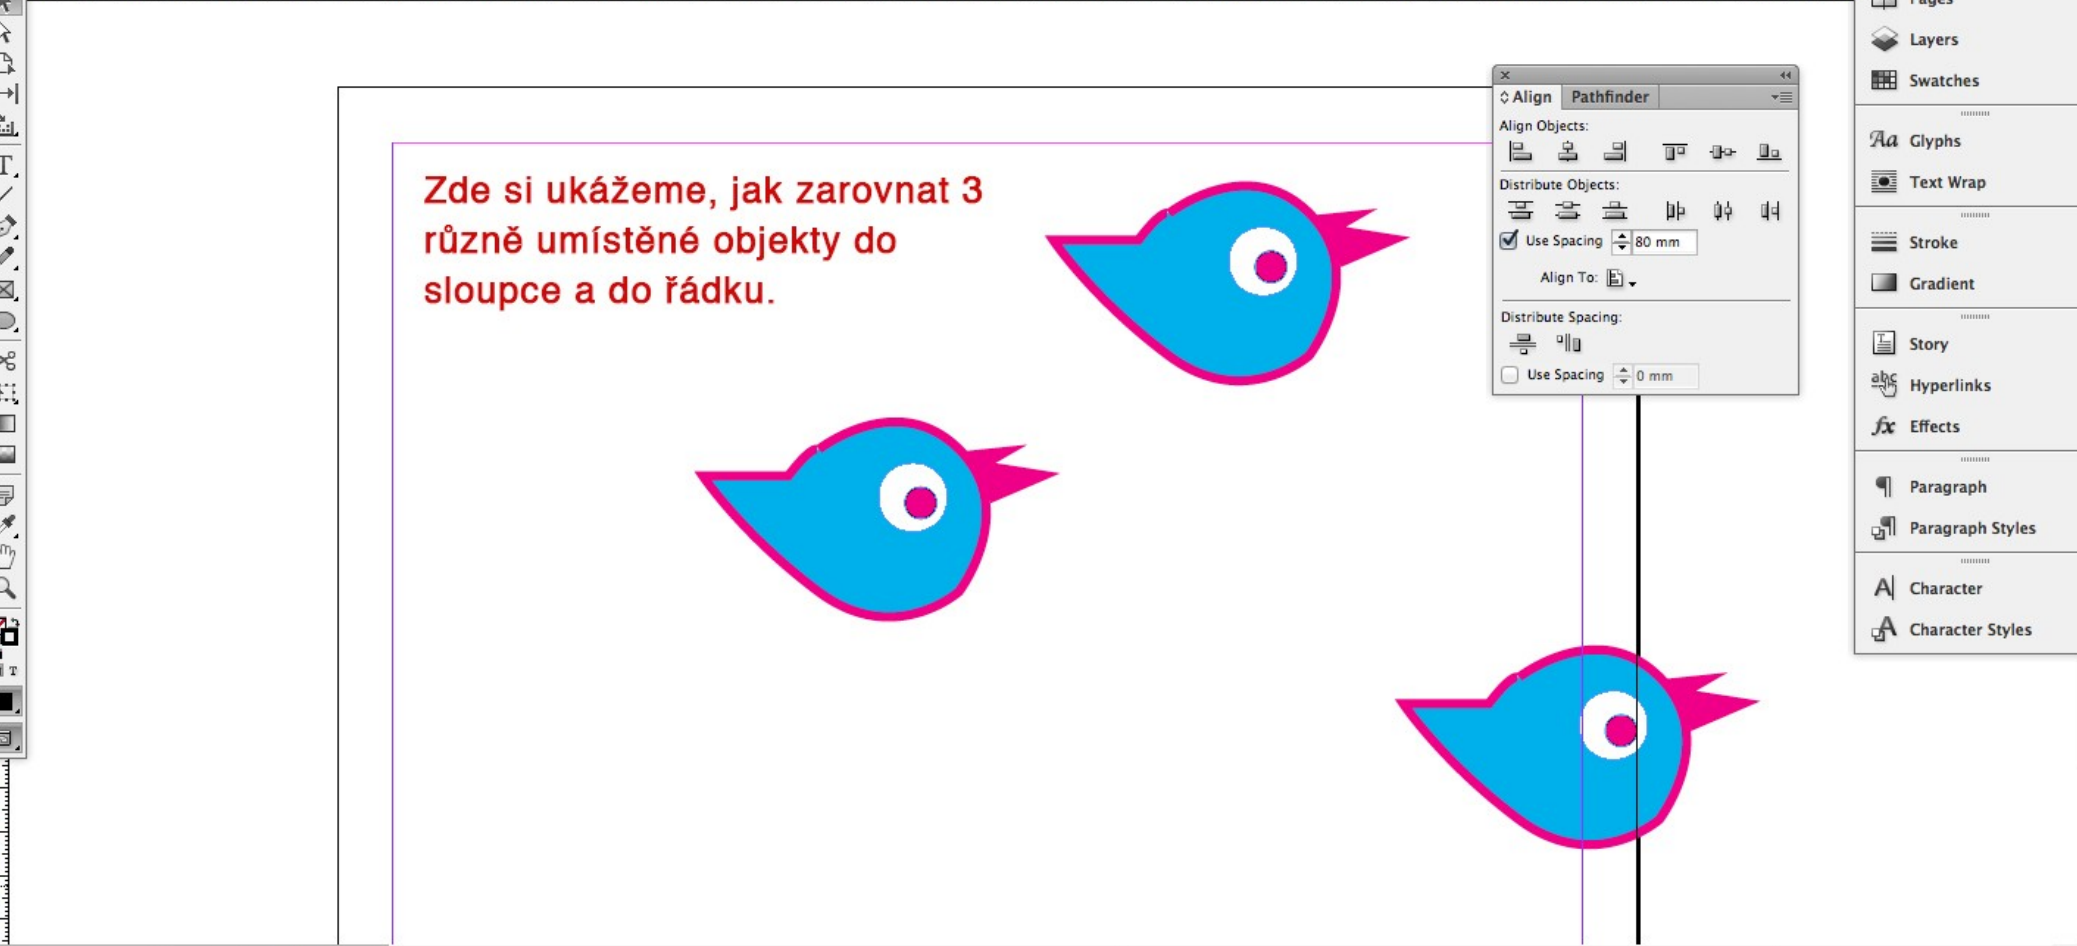 Zde si ukážeme, jak zarovnat 3
různě umístěné objekty do
sloupce a do řádku.
Align Pathfinder
Align Objects:
Distribute Objects:
Use Spacing 80 mm
Align To:
Distribute Spacing:
Use Spacing 0 mm
Pages
Layers
Swatches
Glyphs
Text Wrap
Stroke
Gradient
Story
Hyperlinks
Effects
Paragraph
Paragraph Styles
Character
Character Styles